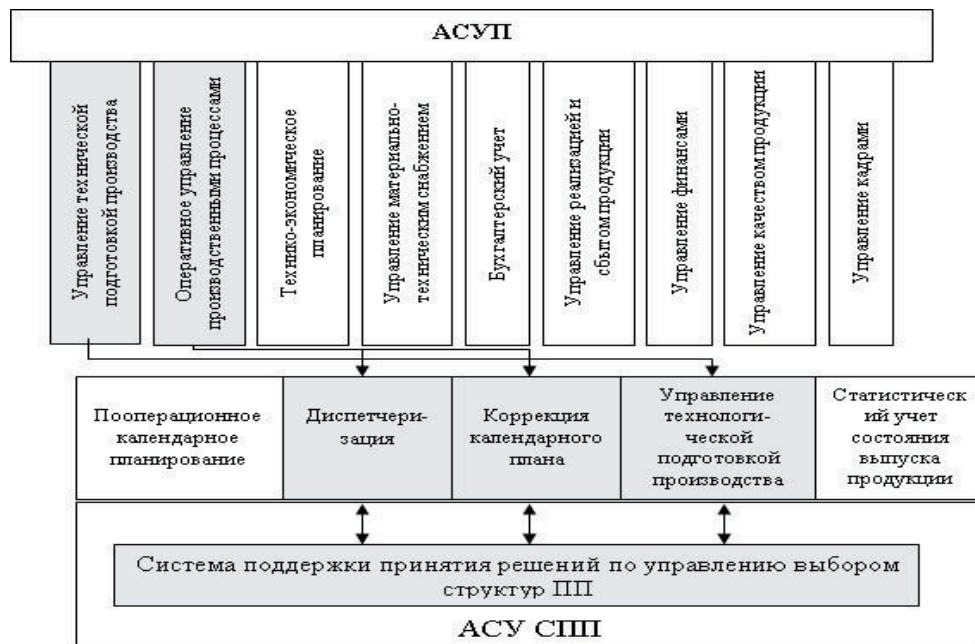 АСУП
Управление технической
подготовкой производства
Оперативное управление
производственными процессами
Технико-экономическое
планирование
Управление материально-
техническим снабжением
Бухгалтерский учет
Управление реализацией и
сбытом продукции
Управление финансами
Управление качеством продукции
Управление кадрами
Пооперационное
календарное
планирование
Диспетчери-
зация
Коррекция
календарного
плана
Управление
технологи-
ческой
подготовкой
производства
Статистическ
ий учет
состояния
выпуска
продукции
Система поддержки принятия решений по управлению выбором
структур ПП
АСУ СПП